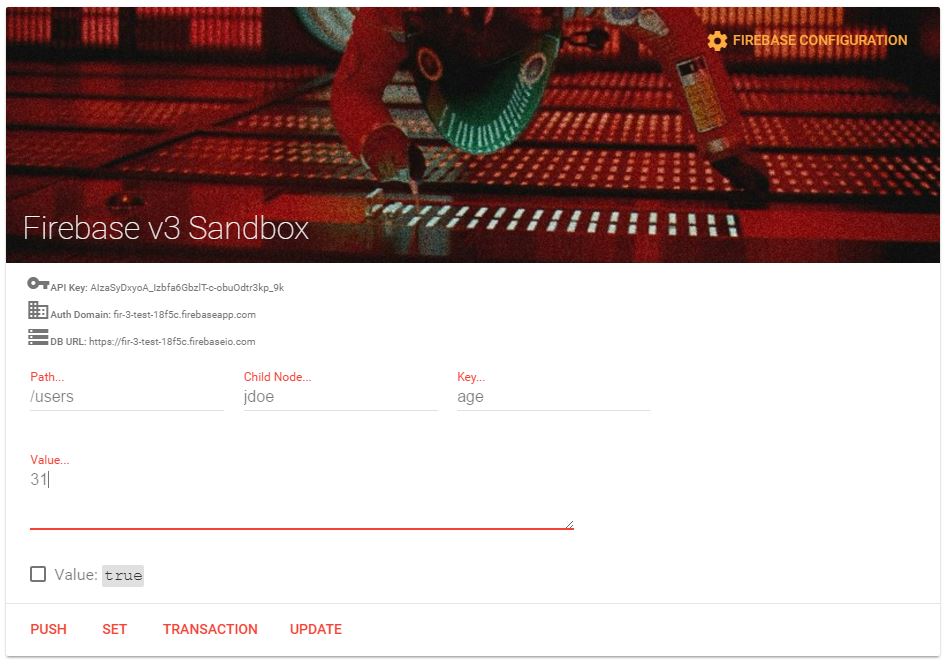 FIREBASE CONFIGURATION
Firebase v3 Sandbox
API Key: AIzaSyDxyoA_Izbfa6GbzlT-c-obuOdtr3kp_9k
Auth Domain: fir-3-test-18f5c.firebaseapp.com
DB URL: https://fir-3-test-18f5c.firebaseio.com
Path... Child Node... Key...
/users jdoe age
Value...
31
Value: true
PUSH SET TRANSACTION UPDATE